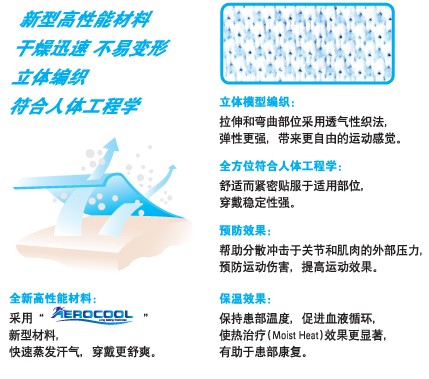 新型高性能材料
干燥迅速 不易变形
立体编织
符合人体工程学
立体模型编织：
拉伸和弯曲部位采用透气性织法，
弹性更强，带来更自由的运动感觉。
全方位符合人体工程学：
舒适而紧密贴服于适用部位，
穿戴稳定性强。
预防效果：
帮助分散冲击于关节和肌肉的外部压力，
预防运动伤害，提高运动效果。
全新高性能材料：
采用 “ AEROCOOL ”
新型材料，
快速蒸发汗气，穿戴更舒爽。
保温效果：
保持患部温度，促进血液循环，
使热治疗（Moist Heat）效果更显著，
有助于患部康复。